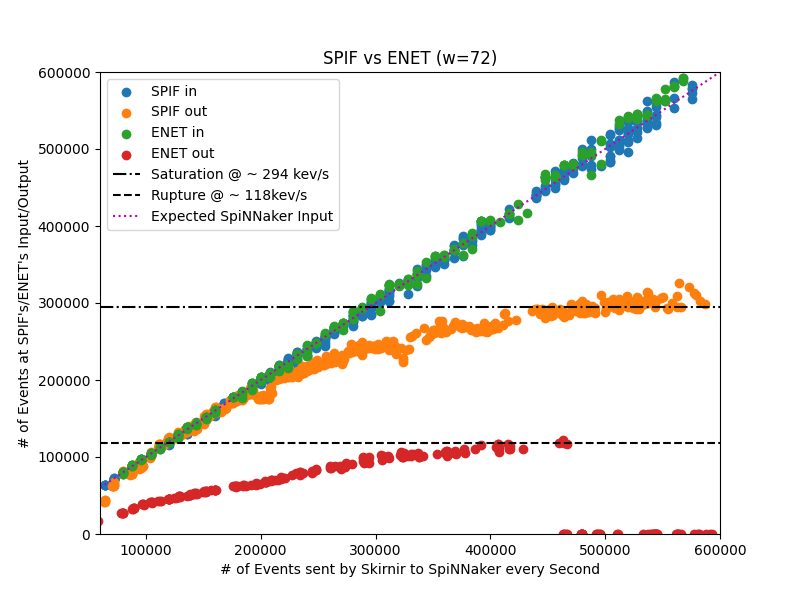 SPIF vs ENET (w=72)
SPIF in
SPIF out
ENET in
ENET out
Saturation @ ~ 294 kev/s
Rupture @ ~ 118kev/s
Expected SpiNNaker Input
# of Events at SPIF's/ENET's Input/Output
600000
500000
400000
300000
200000
100000
0
100000 200000 300000 400000 500000 600000
# of Events sent by Skirnir to SpiNNaker every Second